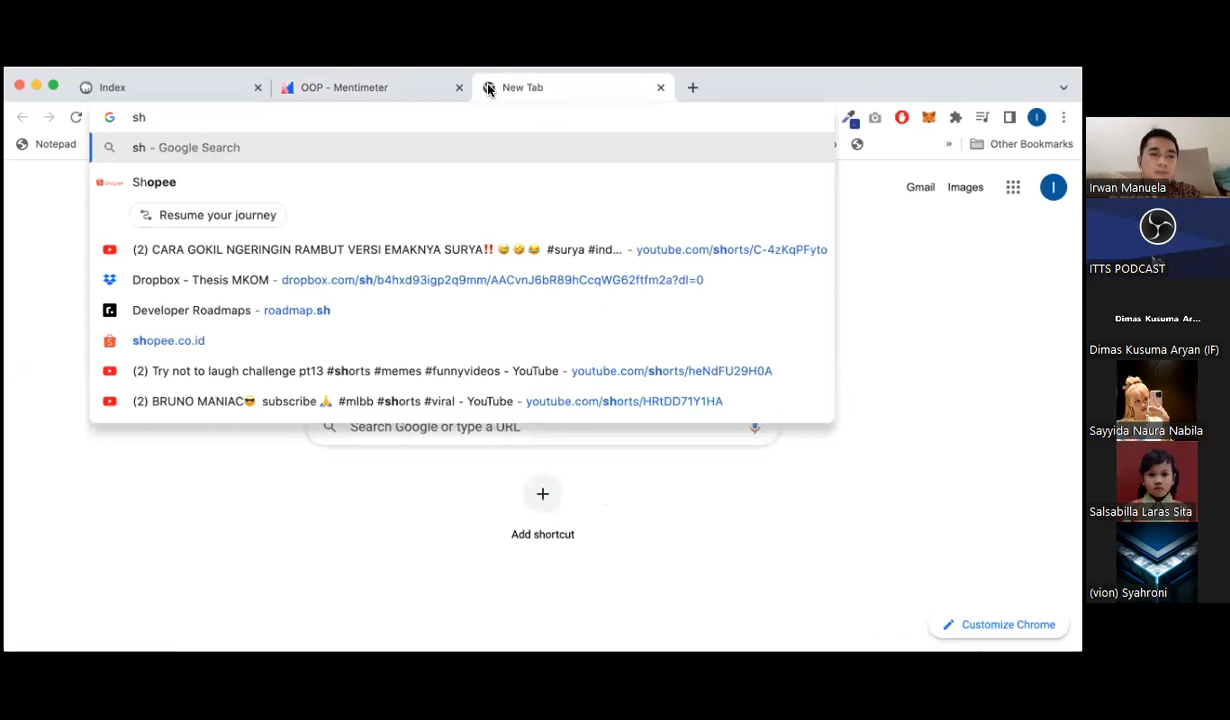 Index
OOP - Mentimeter
New Tab
sh
Notepad
sh - Google Search
»
Other Bookmarks
Shopee
Gmail
Images
I
I
Resume your journey
(2) CARA GOKIL NGERINGIN RAMBUT VERSI EMAKNYA SURYA‼️ 😅🤣😂 #surya #ind... - youtube.com/shorts/C-4zKqPFyto
Dropbox - Thesis MKOM - dropbox.com/sh/b4hxd93igp2q9mm/AACvnJ6bR89hCcqWG62ftfm2a?dl=0
Developer Roadmaps - roadmap.sh
shopee.co.id
(2) Try not to laugh challenge pt13 #shorts #memes #funnyvideos - YouTube - youtube.com/shorts/heNdFU29H0A
(2) BRUNO MANIAC😎 subscribe 🙏 #mlbb #shorts #viral - YouTube - youtube.com/shorts/HRtDD71Y1HA
Search Google or type a URL
Add shortcut
Customize Chrome
Irwan Manuela
ITTS PODCAST
Dimas Kusuma Ar...
Dimas Kusuma Aryan (IF)
Sayyida Naura Nabila
Salsabilla Laras Sita
(vion) Syahroni